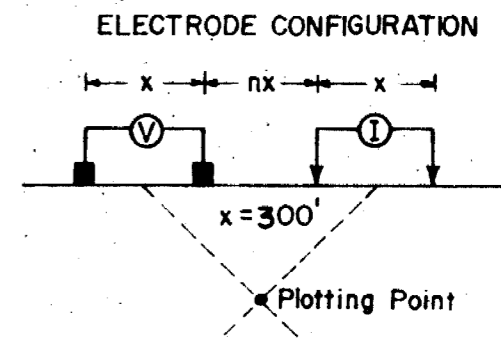 ELECTRODE CONFIGURATION
x nx x
V I
x = 300'
Plotting Point